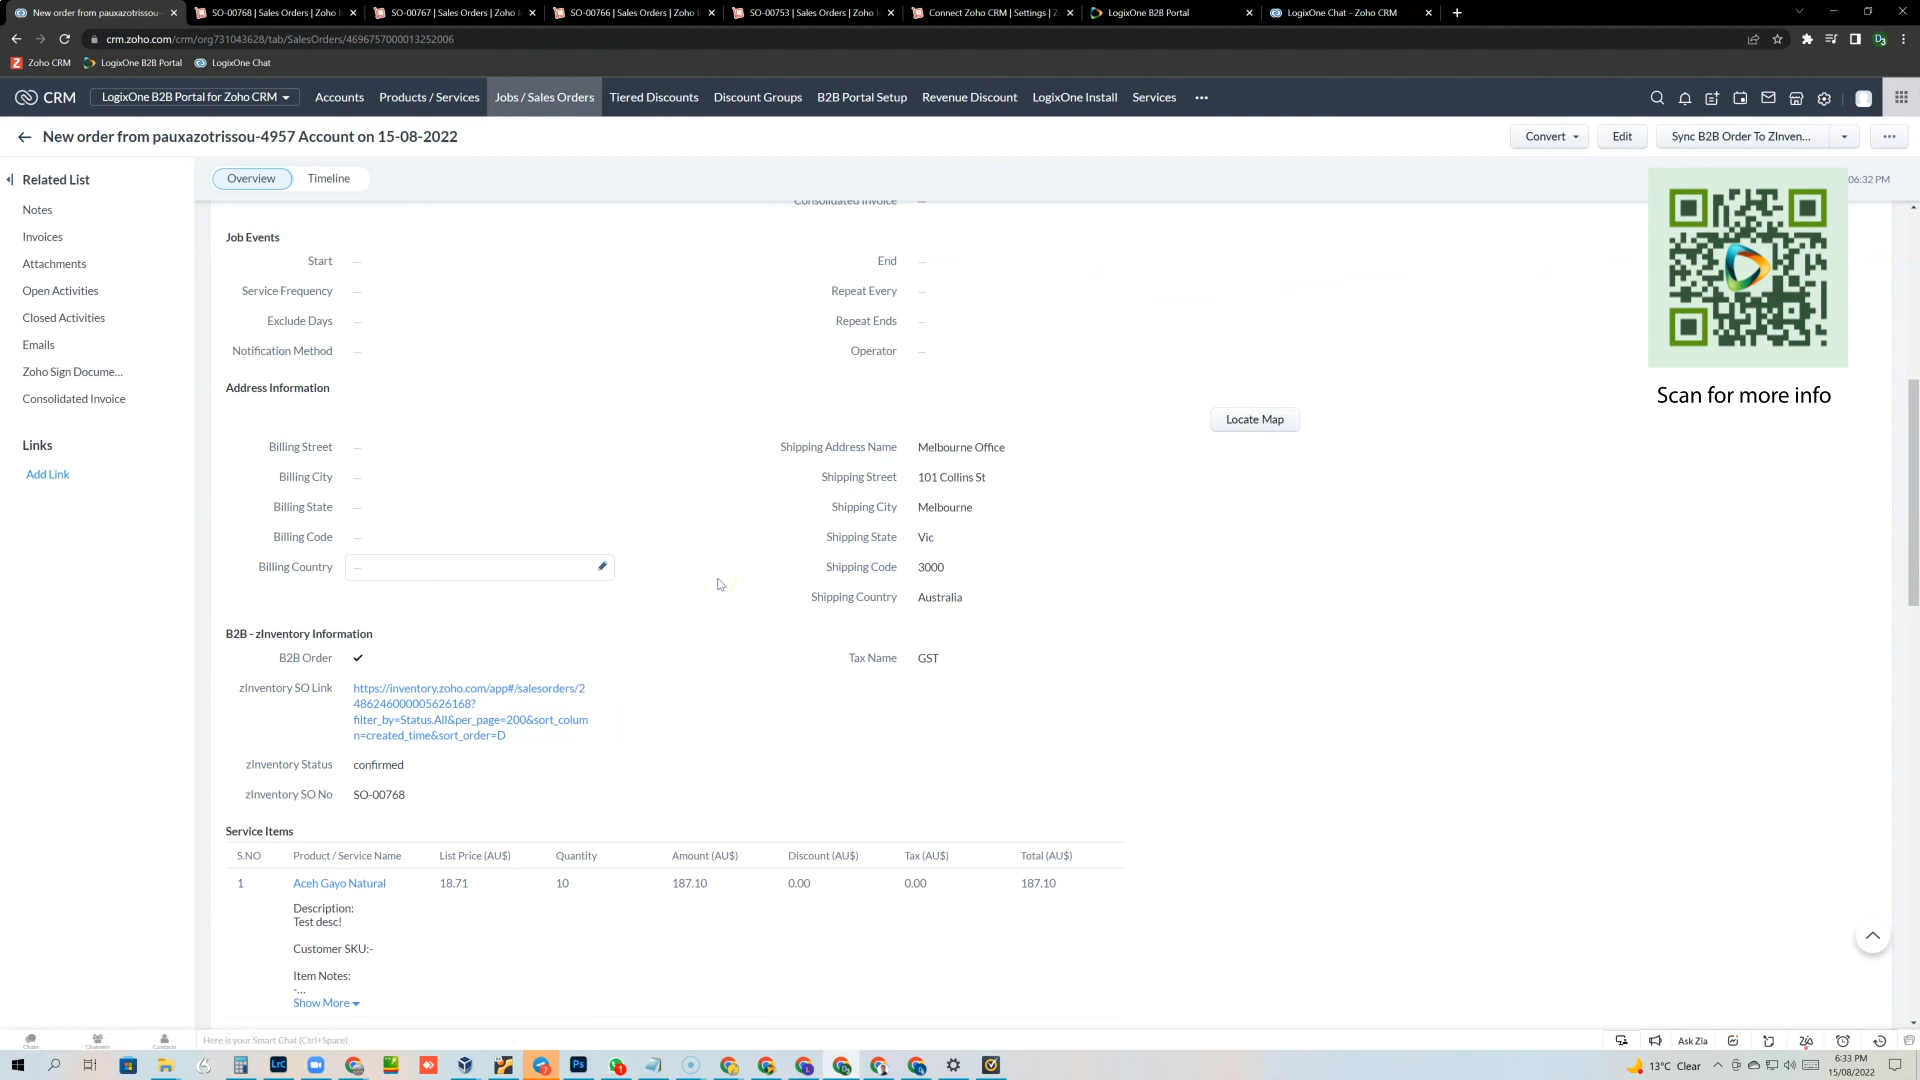 New order from pauxazotrissou-
SO-00768 | Sales Orders | Zoho I
SO-00767 | Sales Orders | Zoho I
SO-00766 | Sales Orders | Zoho I
SO-00753 | Sales Orders | Zoho I
Connect Zoho CRM | Settings | Z
LogixOne B2B Portal
LogixOne Chat - Zoho CRM
crm.zoho.com/crm/org731043628/tab/SalesOrders/4696757000013252006
Zoho CRM
LogixOne B2B Portal
LogixOne Chat
CRM
LogixOne B2B Portal for Zoho CRM
Accounts
Products / Services
Jobs / Sales Orders
Tiered Discounts
Discount Groups
B2B Portal Setup
Revenue Discount
LogixOne Install
Services
New order from pauxazotrissou-4957 Account on 15-08-2022
Convert
Edit
Sync B2B Order To ZInven...
Related List
Overview
Timeline
06:32 PM
Notes
Invoices
Attachments
Open Activities
Closed Activities
Emails
Zoho Sign Docume...
Consolidated Invoice
Links
Add Link
Consolidated Invoice —
Job Events
Start —
End —
Service Frequency —
Repeat Every —
Exclude Days —
Repeat Ends —
Notification Method —
Operator —
Scan for more info
Address Information
Locate Map
Billing Street —
Shipping Address Name Melbourne Office
Billing City —
Shipping Street 101 Collins St
Billing State —
Shipping City Melbourne
Billing Code —
Shipping State Vic
Billing Country —
Shipping Code 3000
Shipping Country Australia
B2B - zInventory Information
B2B Order ✓
Tax Name GST
zInventory SO Link https://inventory.zoho.com/app#/salesorders/2
486246000005626168?
filter_by=Status.All&per_page=200&sort_colum
n=created_time&sort_order=D
zInventory Status confirmed
zInventory SO No SO-00768
Service Items
S.NO Product / Service Name List Price (AU$) Quantity Amount (AU$) Discount (AU$) Tax (AU$) Total (AU$)
1 Aceh Gayo Natural 18.71 10 187.10 0.00 0.00 187.10
Description:
Test desc!
Customer SKU:-
Item Notes:
-...
Show More
Chats
Channels
Contacts
Here is your Smart Chat (Ctrl+Space)
Ask Zia
Lrc
Ps
13°C Clear
6:33 PM
15/08/2022